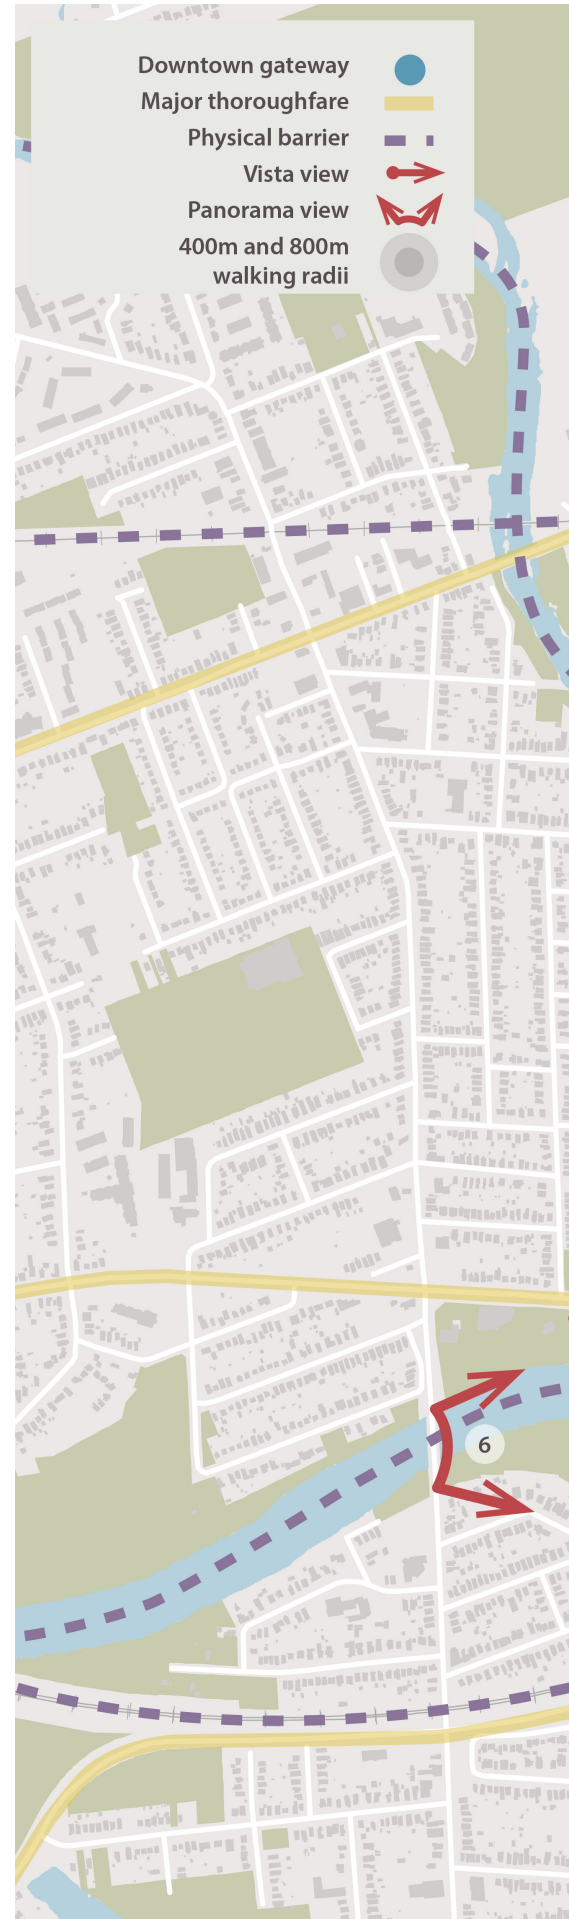 Downtown gateway
Major thoroughfare
Physical barrier
Vista view
Panorama view
400m and 800m
walking radii
6